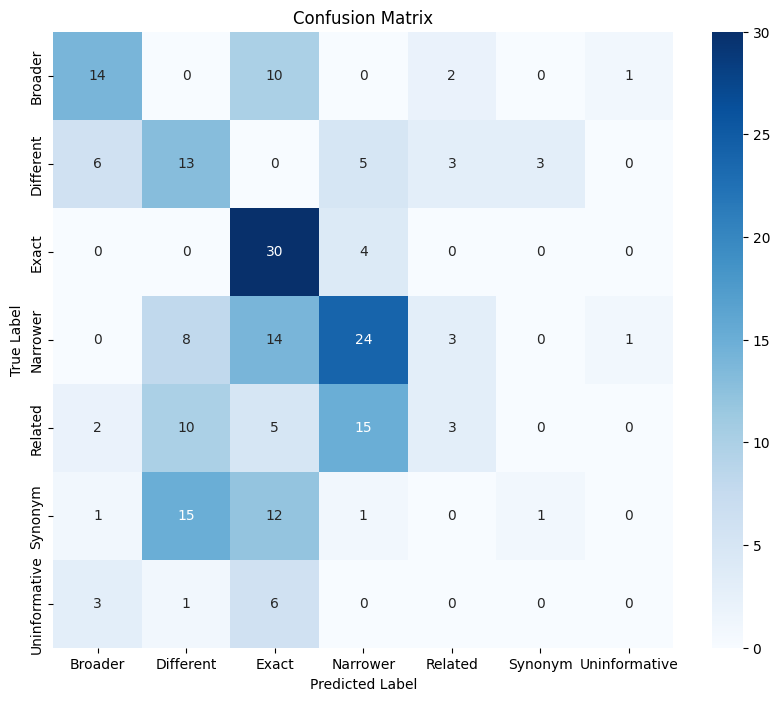 Confusion Matrix
True Label
Broader 14 0 10 0 2 0 1
Different 6 13 0 5 3 3 0
Exact 0 0 30 4 0 0 0
Narrower 0 8 14 24 3 0 1
Related 2 10 5 15 3 0 0
Synonym 1 15 12 1 0 1 0
Uninformative 3 1 6 0 0 0 0
Broader Different Exact Narrower Related Synonym Uninformative
Predicted Label
30
25
20
15
10
5
0